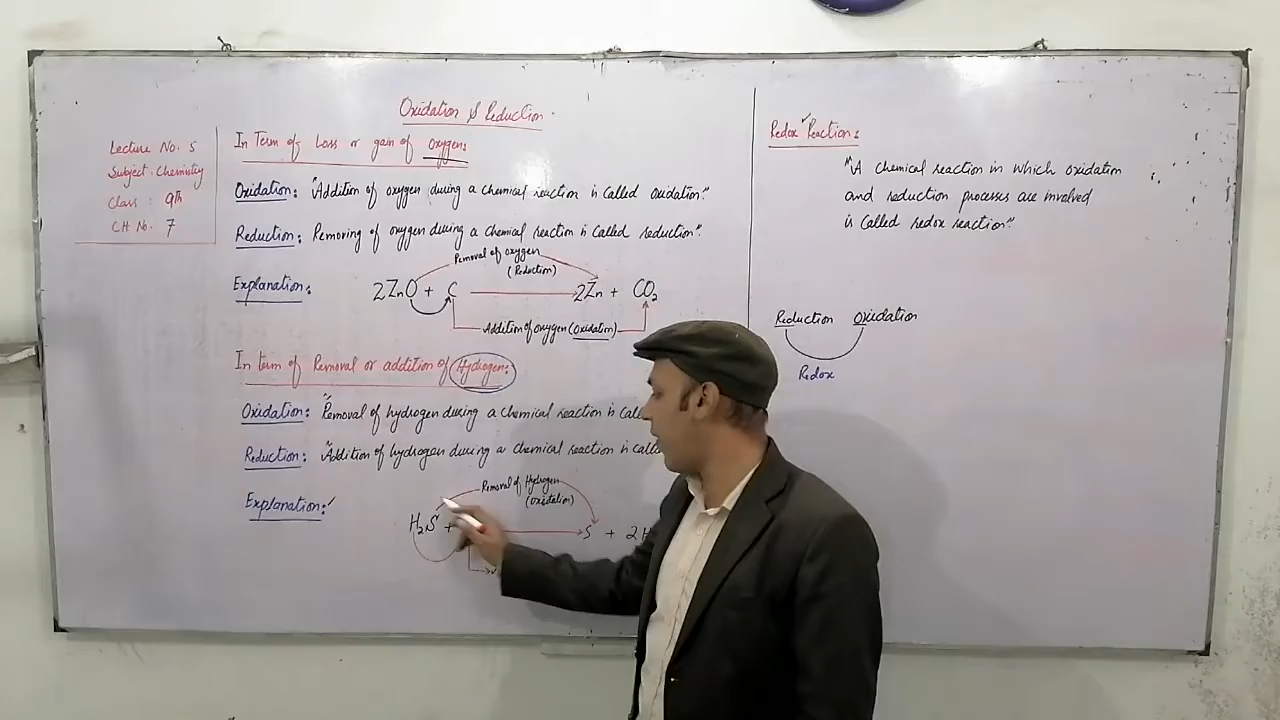 Oxidation & Reduction.
Lecture No. 5
Subject: Chemistry
Class: 9th
CH No. 7
In Term of Loss or gain of Oxygen:
Oxidation: "Addition of oxygen during a chemical reaction is called oxidation."
Reduction: Removing of oxygen during a chemical reaction is called reduction"
Explanation:
Removal of oxygen
(Reduction)
2ZnO + C → 2Zn + CO2
Addition of oxygen (Oxidation)
In term of Removal or addition of Hydrogen:
Oxidation: "Removal of hydrogen during a chemical reaction is
Reduction: "Addition of hydrogen during a chemical reaction is
Explanation:
Removal of Hydrogen
(Oxidation)
H2S + → S + 2H
Redox Reaction:
"A chemical reaction in which oxidation
and reduction processes are involved
is called redox reaction."
Reduction Oxidation
Redox